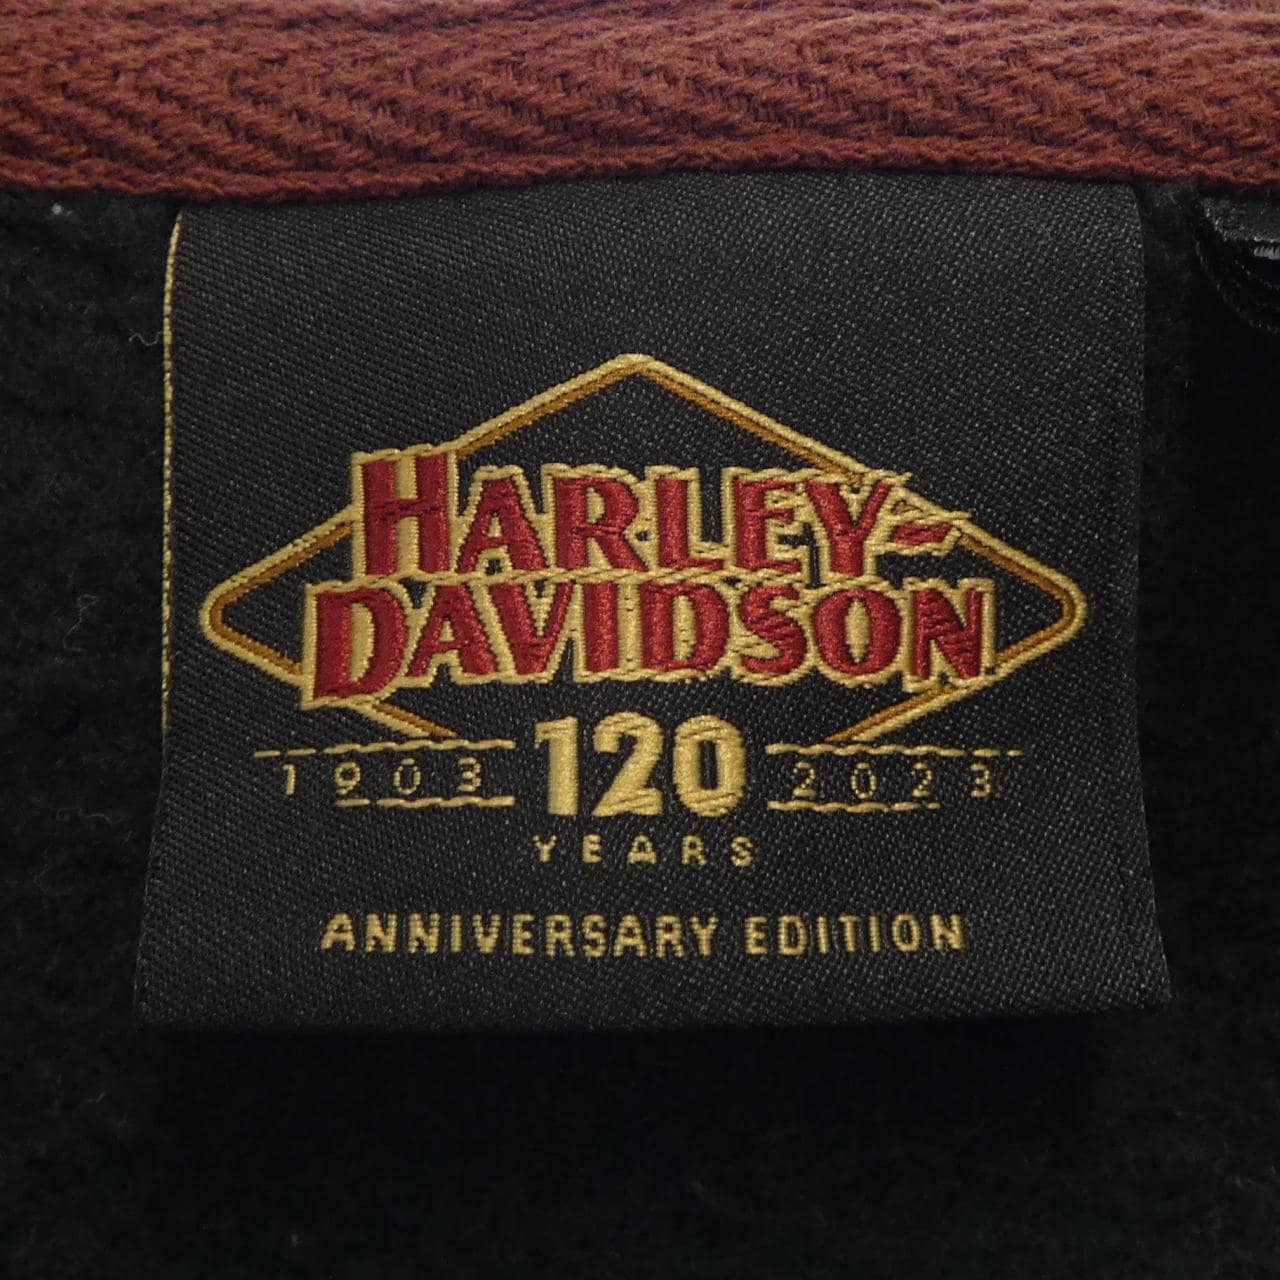 HARLEY-
DAVIDSON
1903 120 2023
YEARS
ANNIVERSARY EDITION